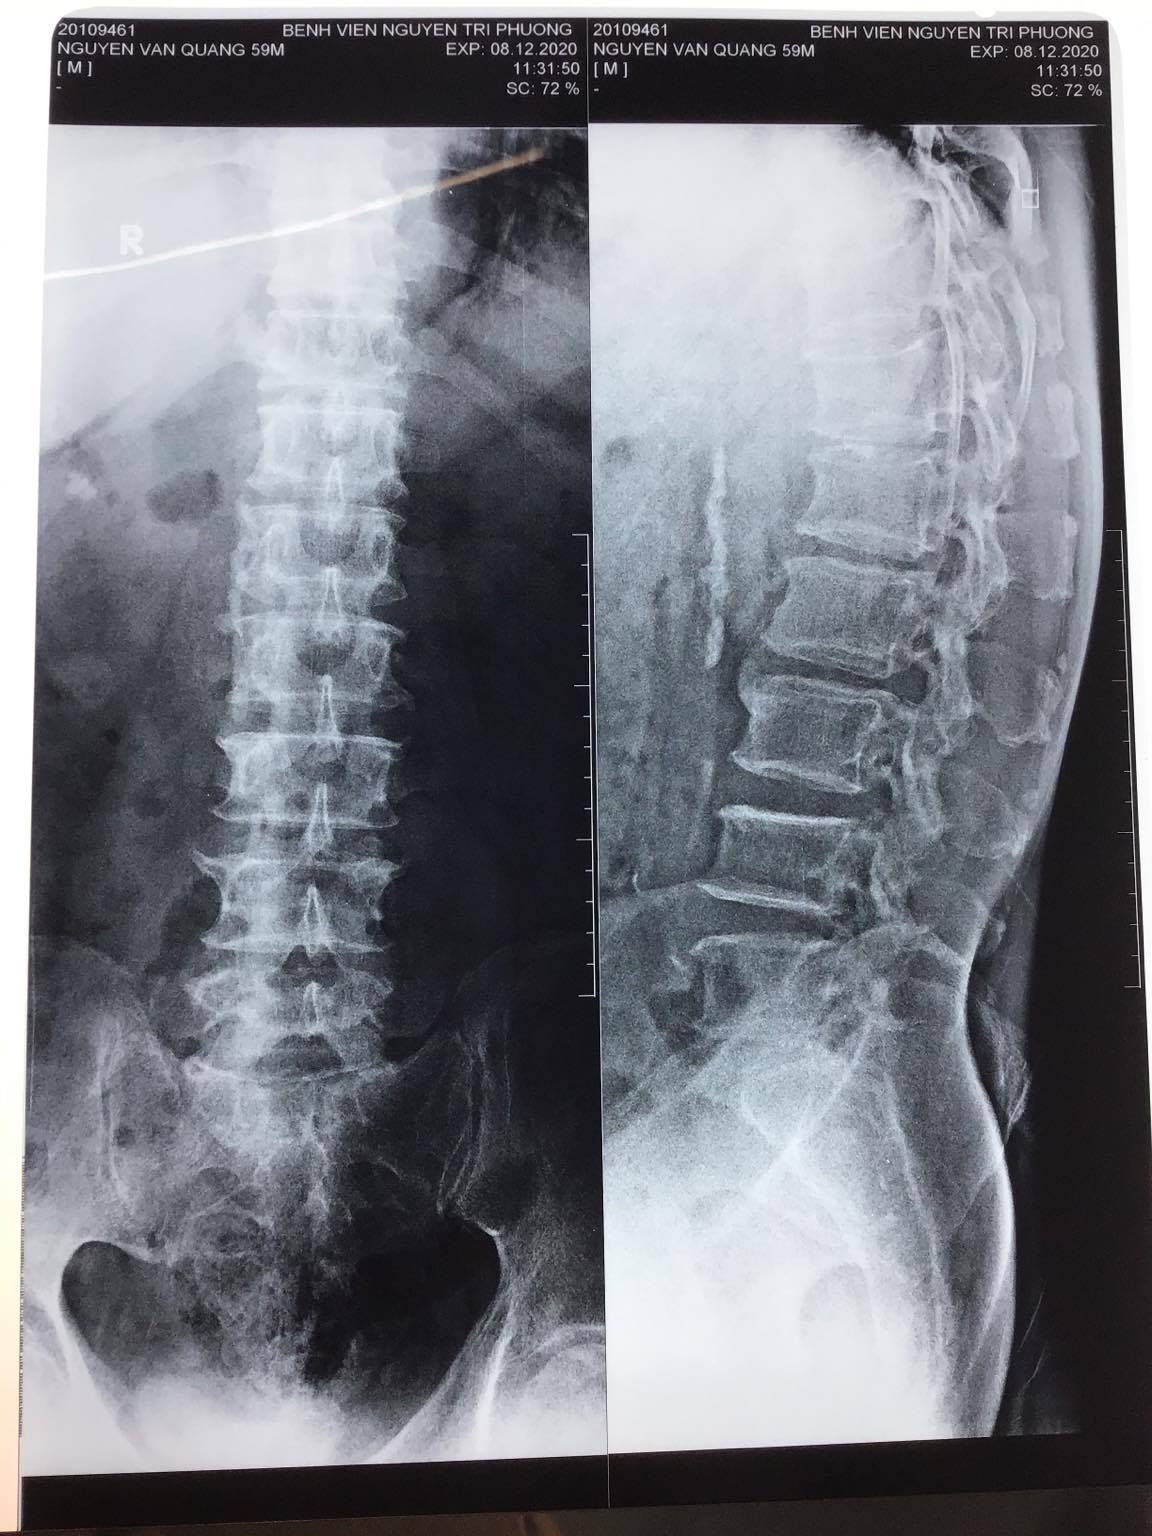 20109461 BENH VIEN NGUYEN TRI PHUONG
NGUYEN VAN QUANG 59M EXP: 08.12.2020
[ M ] 11:31:50
- SC: 72 %
20109461 BENH VIEN NGUYEN TRI PHUONG
NGUYEN VAN QUANG 59M EXP: 08.12.2020
[ M ] 11:31:50
- SC: 72 %
R